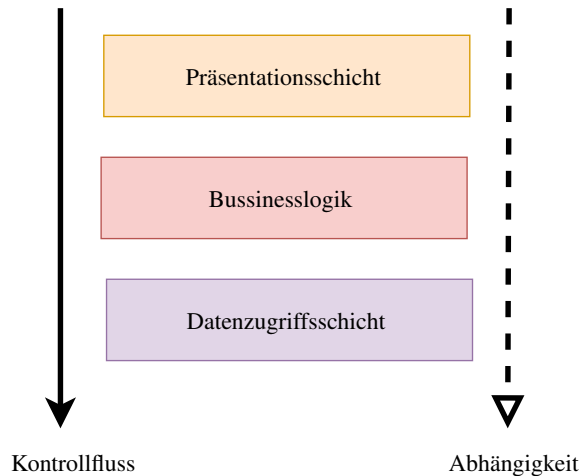 Präsentationsschicht
Bussinesslogik
Datenzugriffsschicht
Kontrollfluss
Abhängigkeit